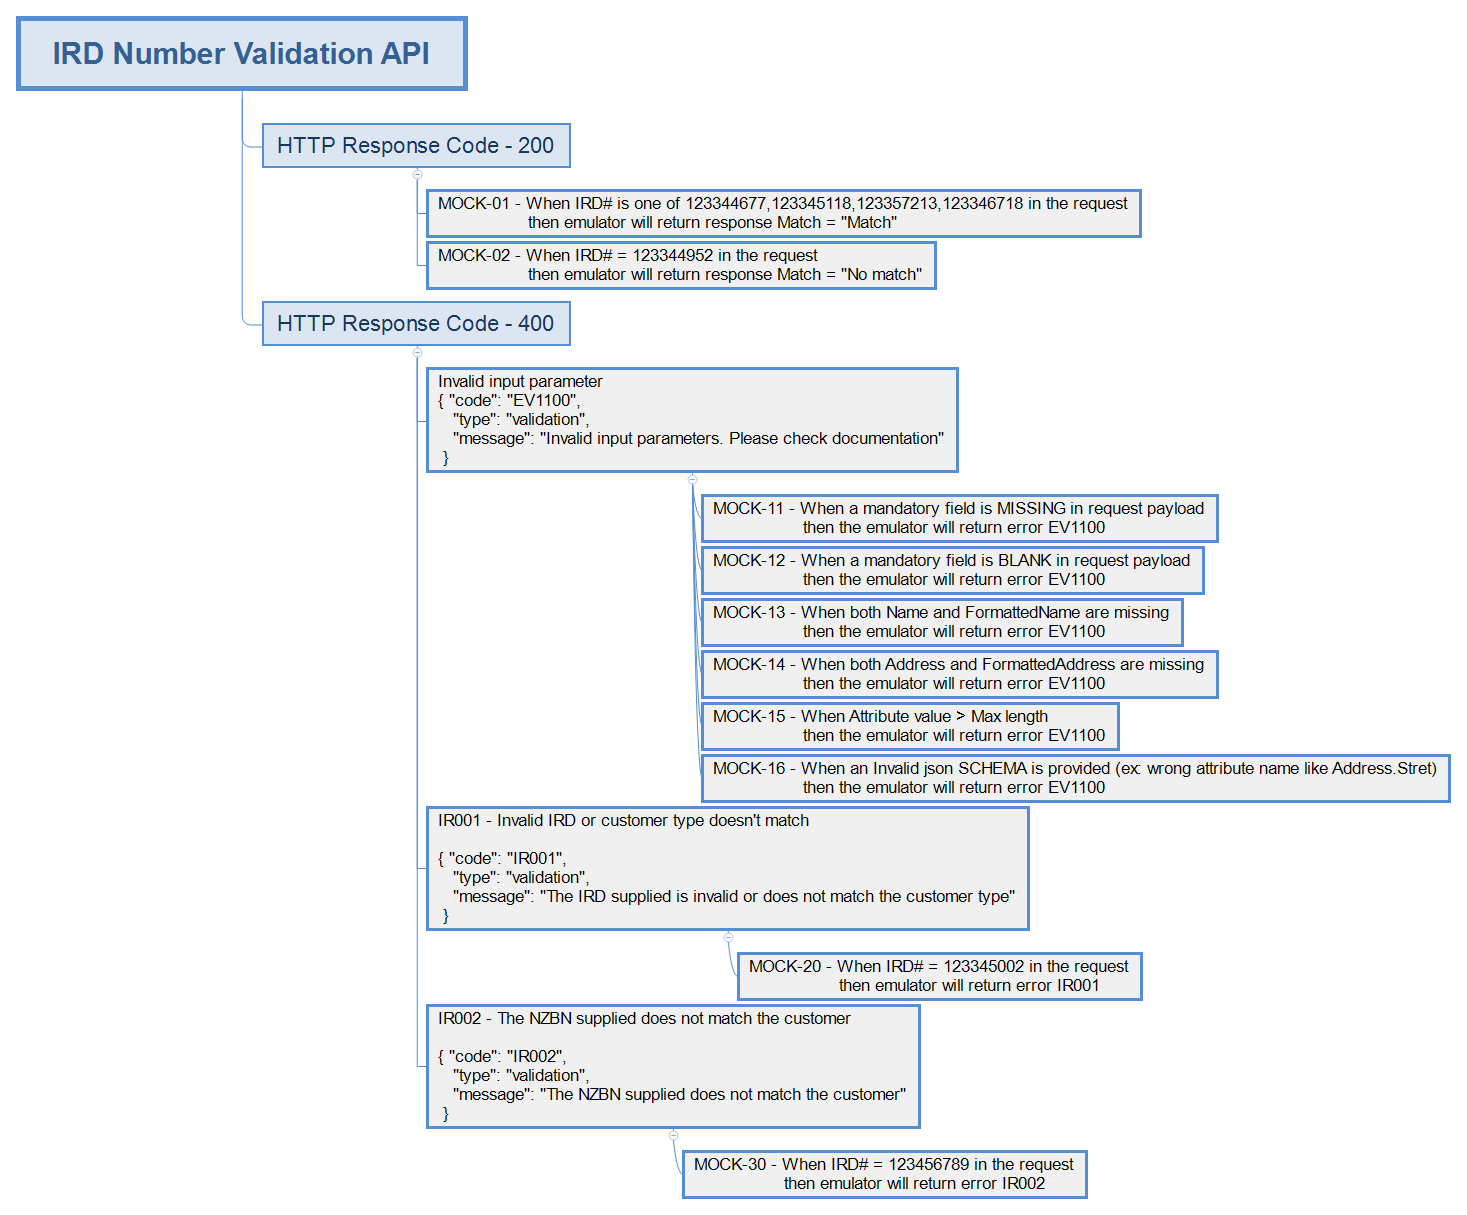 IRD Number Validation API
HTTP Response Code - 200
MOCK-01 - When IRD# is one of 123344677,123345118,123357213,123346718 in the request
then emulator will return response Match = "Match"
MOCK-02 - When IRD# = 123344952 in the request
then emulator will return response Match = "No match"
HTTP Response Code - 400
Invalid input parameter
{ "code": "EV1100",
"type": "validation",
"message": "Invalid input parameters. Please check documentation"
}
MOCK-11 - When a mandatory field is MISSING in request payload
then the emulator will return error EV1100
MOCK-12 - When a mandatory field is BLANK in request payload
then the emulator will return error EV1100
MOCK-13 - When both Name and FormattedName are missing
then the emulator will return error EV1100
MOCK-14 - When both Address and FormattedAddress are missing
then the emulator will return error EV1100
MOCK-15 - When Attribute value > Max length
then the emulator will return error EV1100
MOCK-16 - When an Invalid json SCHEMA is provided (ex: wrong attribute name like Address.Stret)
then the emulator will return error EV1100
IR001 - Invalid IRD or customer type doesn't match
{ "code": "IR001",
"type": "validation",
"message": "The IRD supplied is invalid or does not match the customer type"
}
MOCK-20 - When IRD# = 123345002 in the request
then emulator will return error IR001
IR002 - The NZBN supplied does not match the customer
{ "code": "IR002",
"type": "validation",
"message": "The NZBN supplied does not match the customer"
}
MOCK-30 - When IRD# = 123456789 in the request
then emulator will return error IR002